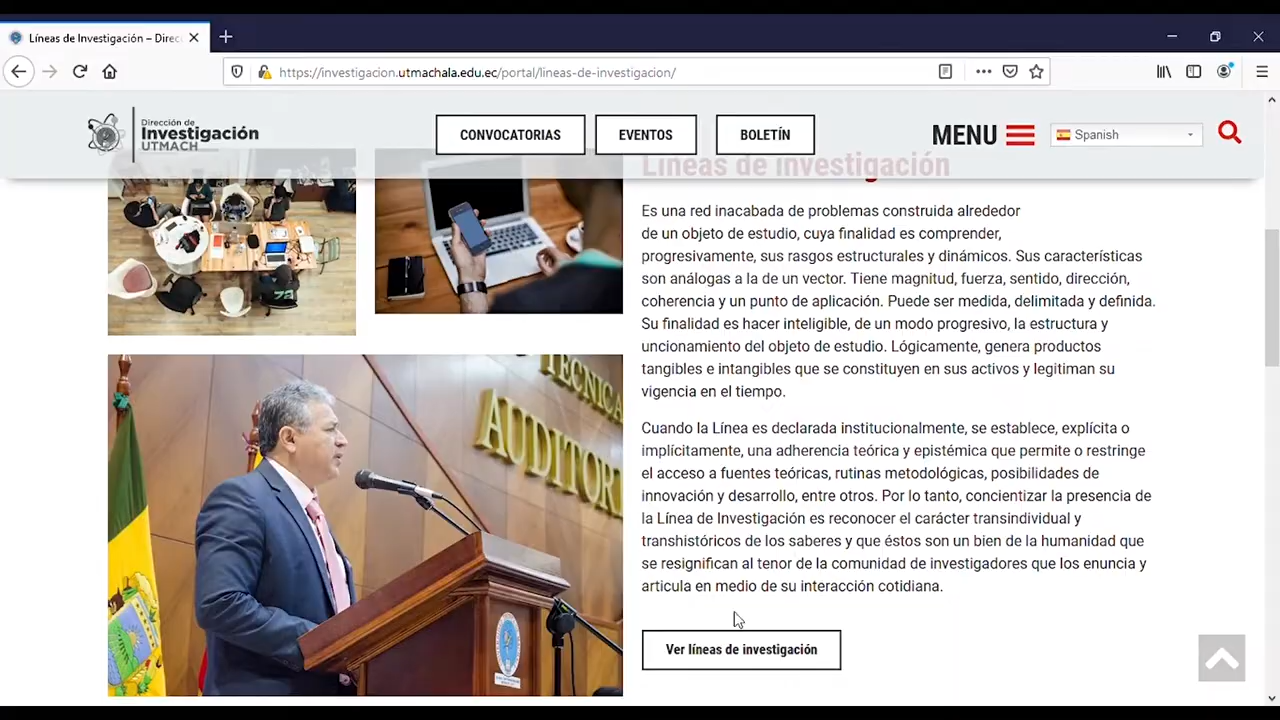 Líneas de Investigación – Direc
https://investigacion.utmachala.edu.ec/portal/lineas-de-investigacion/
Dirección de
Investigación
UTMACH
CONVOCATORIAS
EVENTOS
BOLETÍN
MENU
Spanish
Líneas de investigación
Es una red inacabada de problemas construida alrededor
de un objeto de estudio, cuya finalidad es comprender,
progresivamente, sus rasgos estructurales y dinámicos. Sus características
son análogas a la de un vector. Tiene magnitud, fuerza, sentido, dirección,
coherencia y un punto de aplicación. Puede ser medida, delimitada y definida.
Su finalidad es hacer inteligible, de un modo progresivo, la estructura y
uncionamiento del objeto de estudio. Lógicamente, genera productos
tangibles e intangibles que se constituyen en sus activos y legitiman su
vigencia en el tiempo.
Cuando la Línea es declarada institucionalmente, se establece, explícita o
implícitamente, una adherencia teórica y epistémica que permite o restringe
el acceso a fuentes teóricas, rutinas metodológicas, posibilidades de
innovación y desarrollo, entre otros. Por lo tanto, concientizar la presencia de
la Línea de Investigación es reconocer el carácter transindividual y
transhistóricos de los saberes y que éstos son un bien de la humanidad que
se resignifican al tenor de la comunidad de investigadores que los enuncia y
articula en medio de su interacción cotidiana.
Ver líneas de investigación
TÉCNICA
AUDITOR